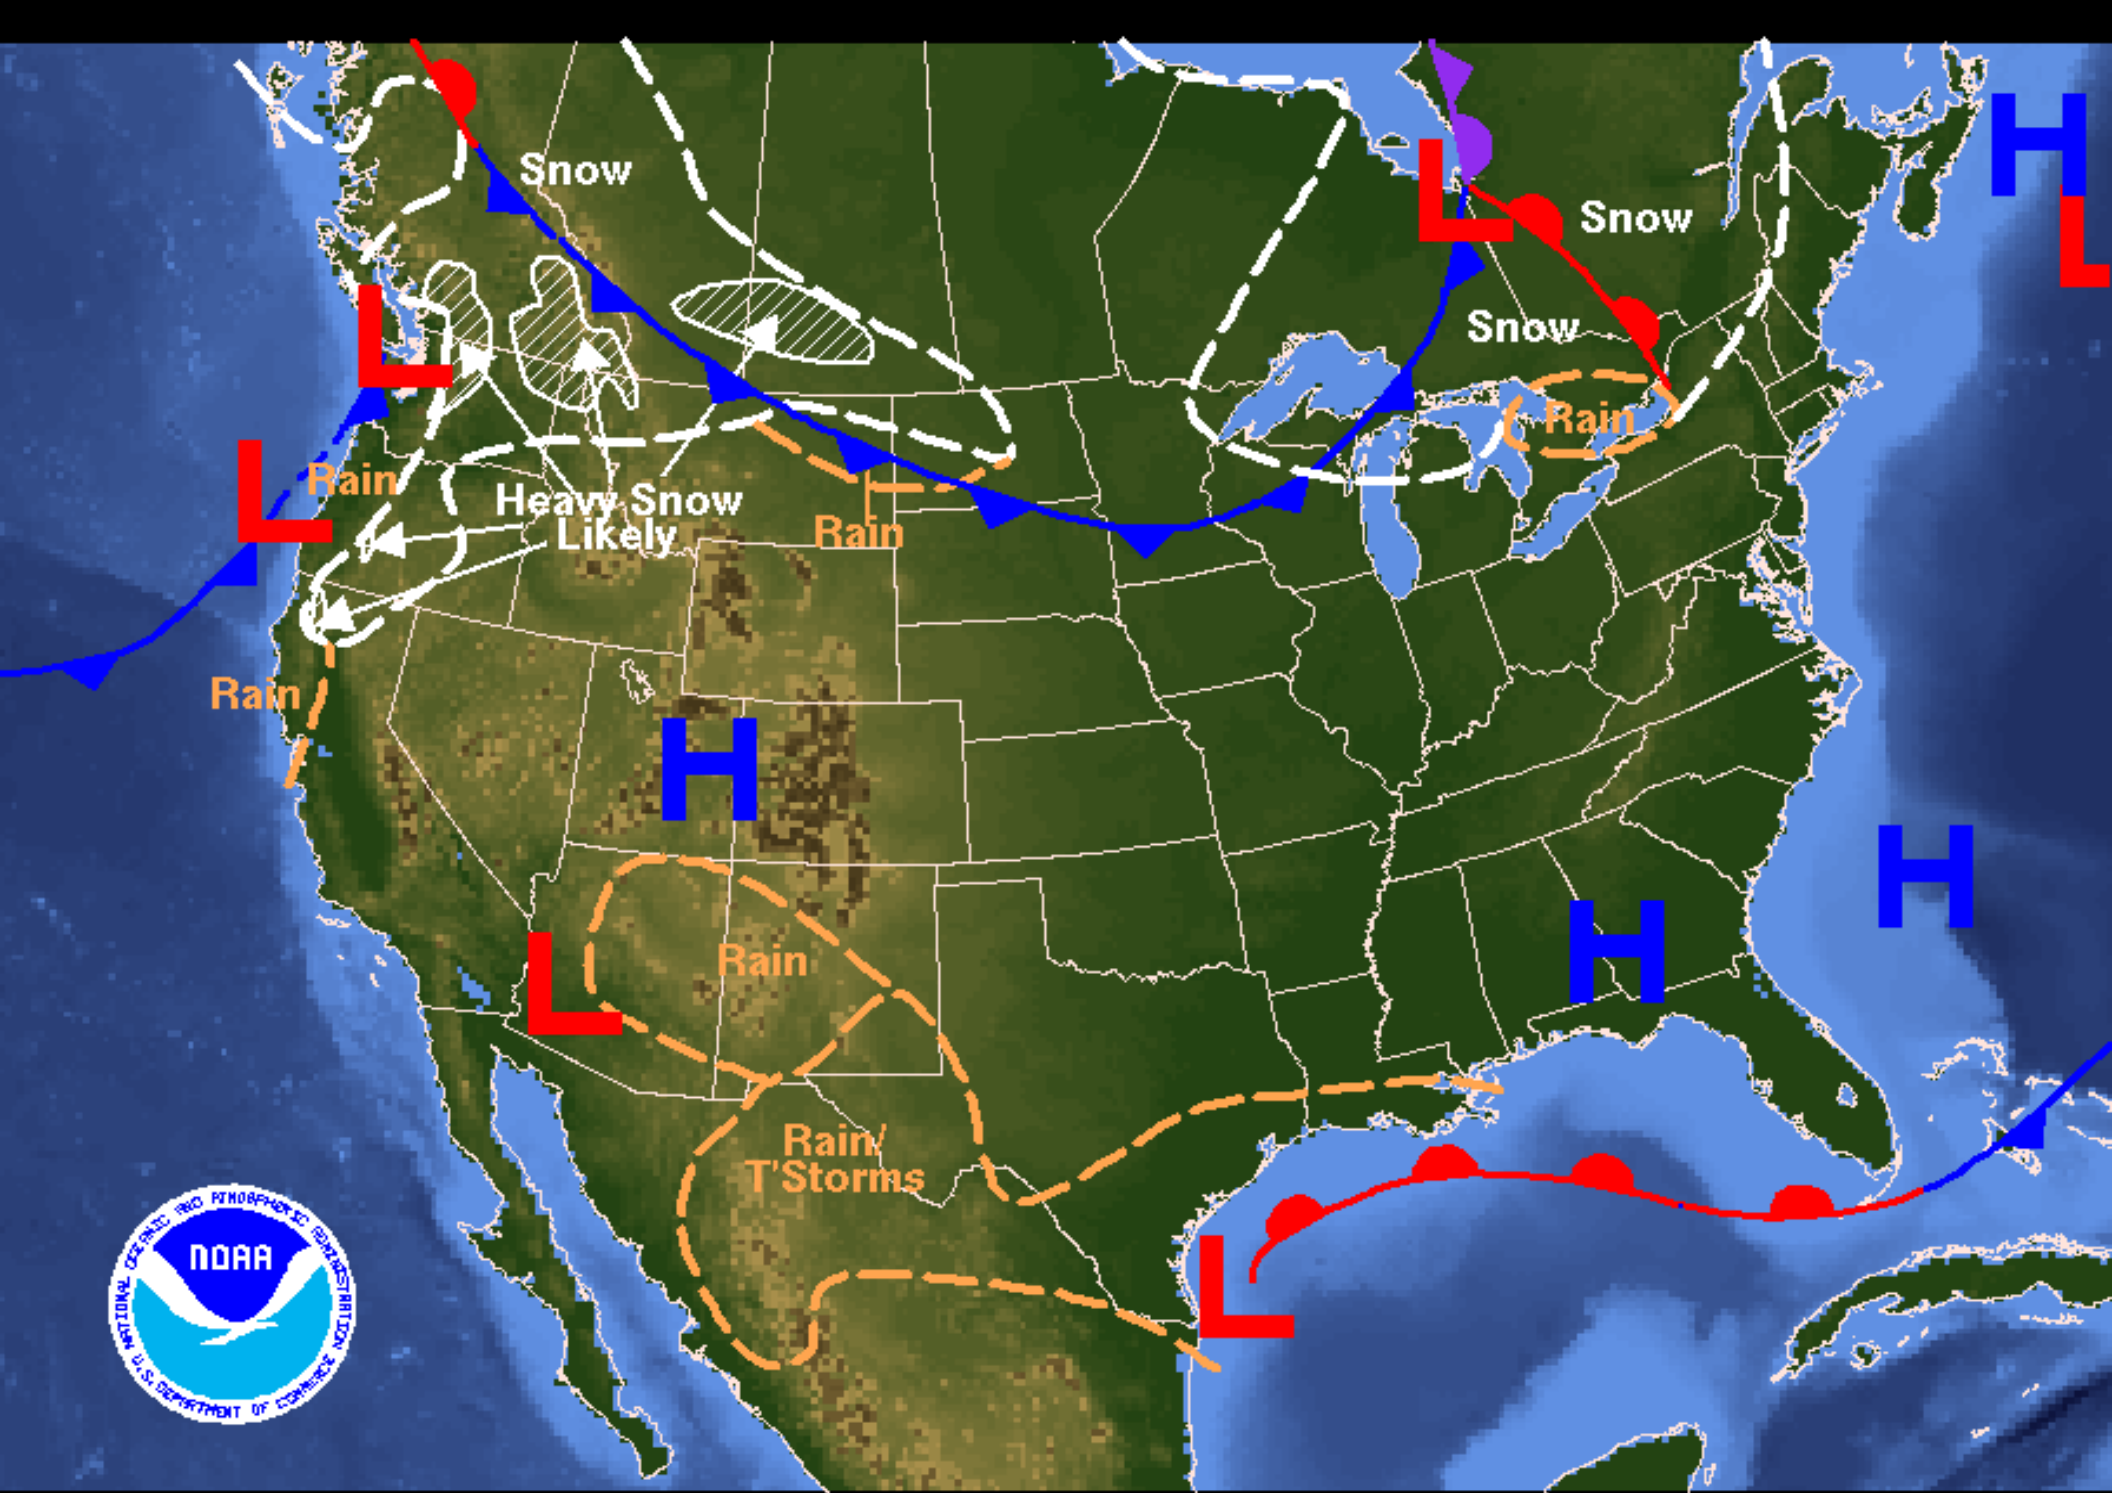 H
L
Snow
L
Snow
L
Snow
Rain
L
Rain
Heavy Snow
Likely
Rain
Rain
H
H
H
L
Rain
Rain/
T'Storms
L
NATIONAL OCEANIC AND ATMOSPHERIC ADMINISTRATION
NOAA
U.S. DEPARTMENT OF COMMERCE